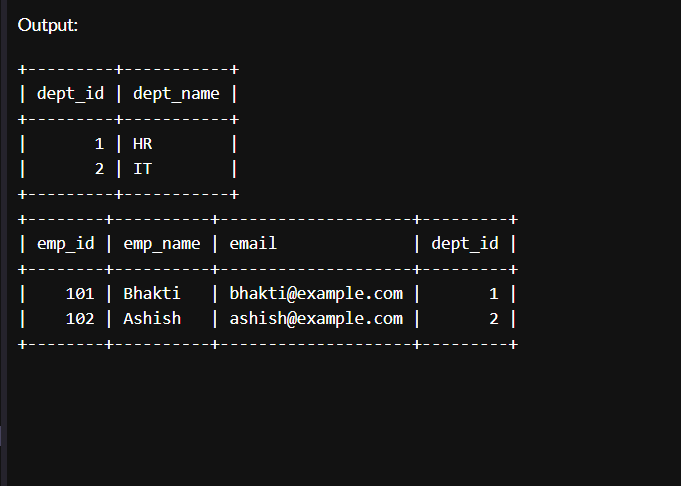 Output:
+---------+-----------+
| dept_id | dept_name |
+---------+-----------+
|       1 | HR        |
|       2 | IT        |
+---------+-----------+
+--------+----------+--------------------+---------+
| emp_id | emp_name | email              | dept_id |
+--------+----------+--------------------+---------+
|    101 | Bhakti   | bhakti@example.com |       1 |
|    102 | Ashish   | ashish@example.com |       2 |
+--------+----------+--------------------+---------+